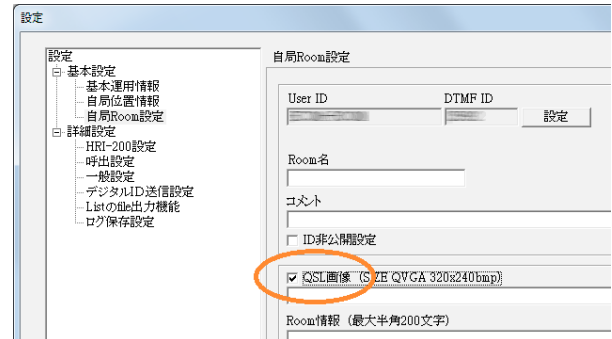 設定
設定
基本設定
基本運用情報
自局位置情報
自局Room設定
詳細設定
HRI-200設定
呼出設定
一般設定
デジタルID送信設定
Listのfile出力機能
ログ保存設定
自局Room設定
User ID DTMF ID
設定
Room名
コメント
ID非公開設定
QSL画像 (SIZE QVGA 320x240bmp)
Room情報 (最大半角200文字)